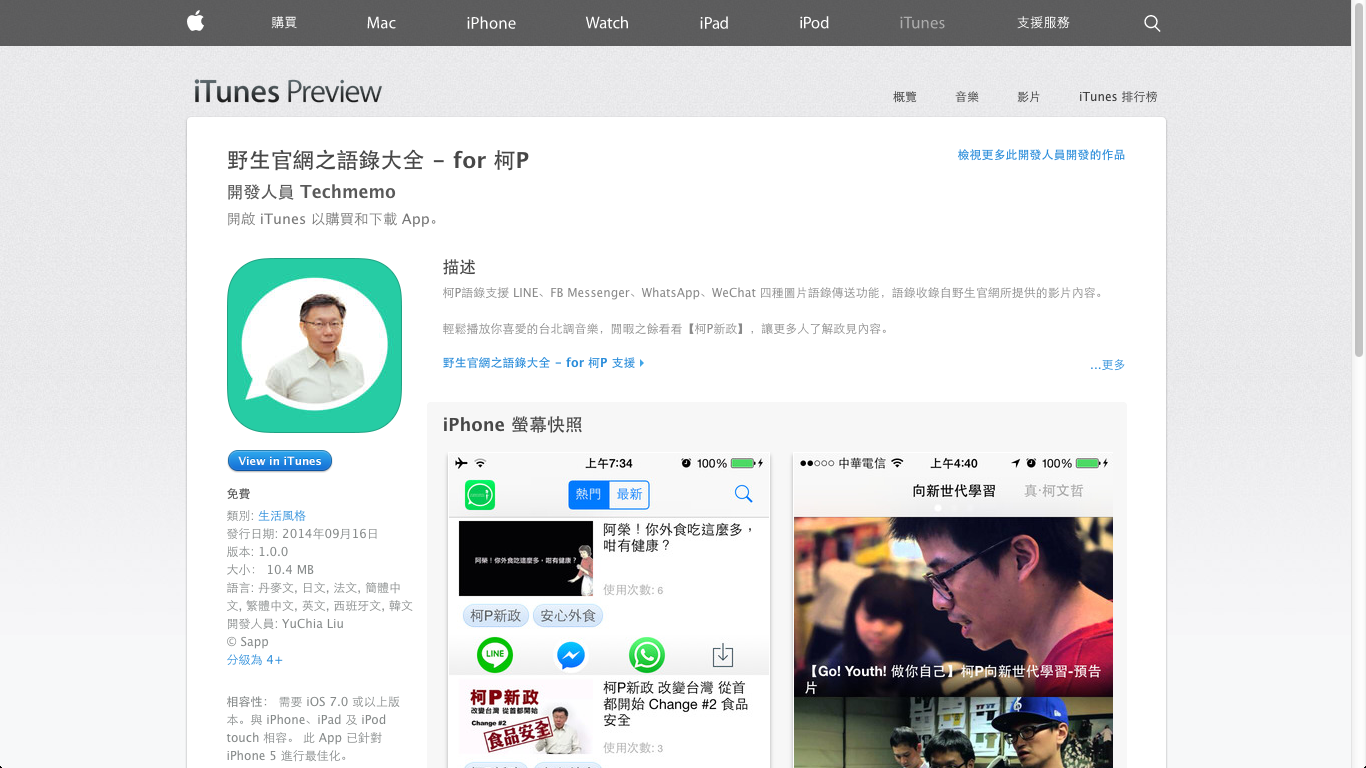 購買
Mac
iPhone
Watch
iPad
iPod
iTunes
支援服務
iTunes Preview
概覽
音樂
影片
iTunes 排行榜
野生官網之語錄大全 – for 柯P
檢視更多此開發人員開發的作品
開發人員 Techmemo
開啟 iTunes 以購買和下載 App。
描述
柯P語錄支援 LINE、FB Messenger、WhatsApp、WeChat 四種圖片語錄傳送功能，語錄收錄自野生官網所提供的影片內容。
輕鬆播放你喜愛的台北調音樂，閒暇之餘看看【柯P新政】，讓更多人了解政見內容。
野生官網之語錄大全 – for 柯P 支援
...更多
View in iTunes
免費
類別: 生活風格
發行日期: 2014年09月16日
版本: 1.0.0
大小： 10.4 MB
語言: 丹麥文, 日文, 法文, 簡體中
文, 繁體中文, 英文, 西班牙文, 韓文
開發人員: YuChia Liu
© Sapp
分級為 4+
相容性： 需要 iOS 7.0 或以上版
本。與 iPhone、iPad 及 iPod
touch 相容。 此 App 已針對
iPhone 5 進行最佳化。
iPhone 螢幕快照
上午7:34
100%
熱門
最新
阿榮！你外食吃這麼多，咁有健康？
阿榮！你外食吃這麼多，
咁有健康？
使用次數: 6
柯P新政
安心外食
LINE
柯P新政
改變台灣 從首都開始
Change #2
食品安全
柯P新政 改變台灣 從首
都開始 Change #2 食品
安全
使用次數: 3
中華電信
上午4:40
100%
向新世代學習
真·柯文哲
【Go! Youth! 做你自己】柯P向新世代學習-預告
片